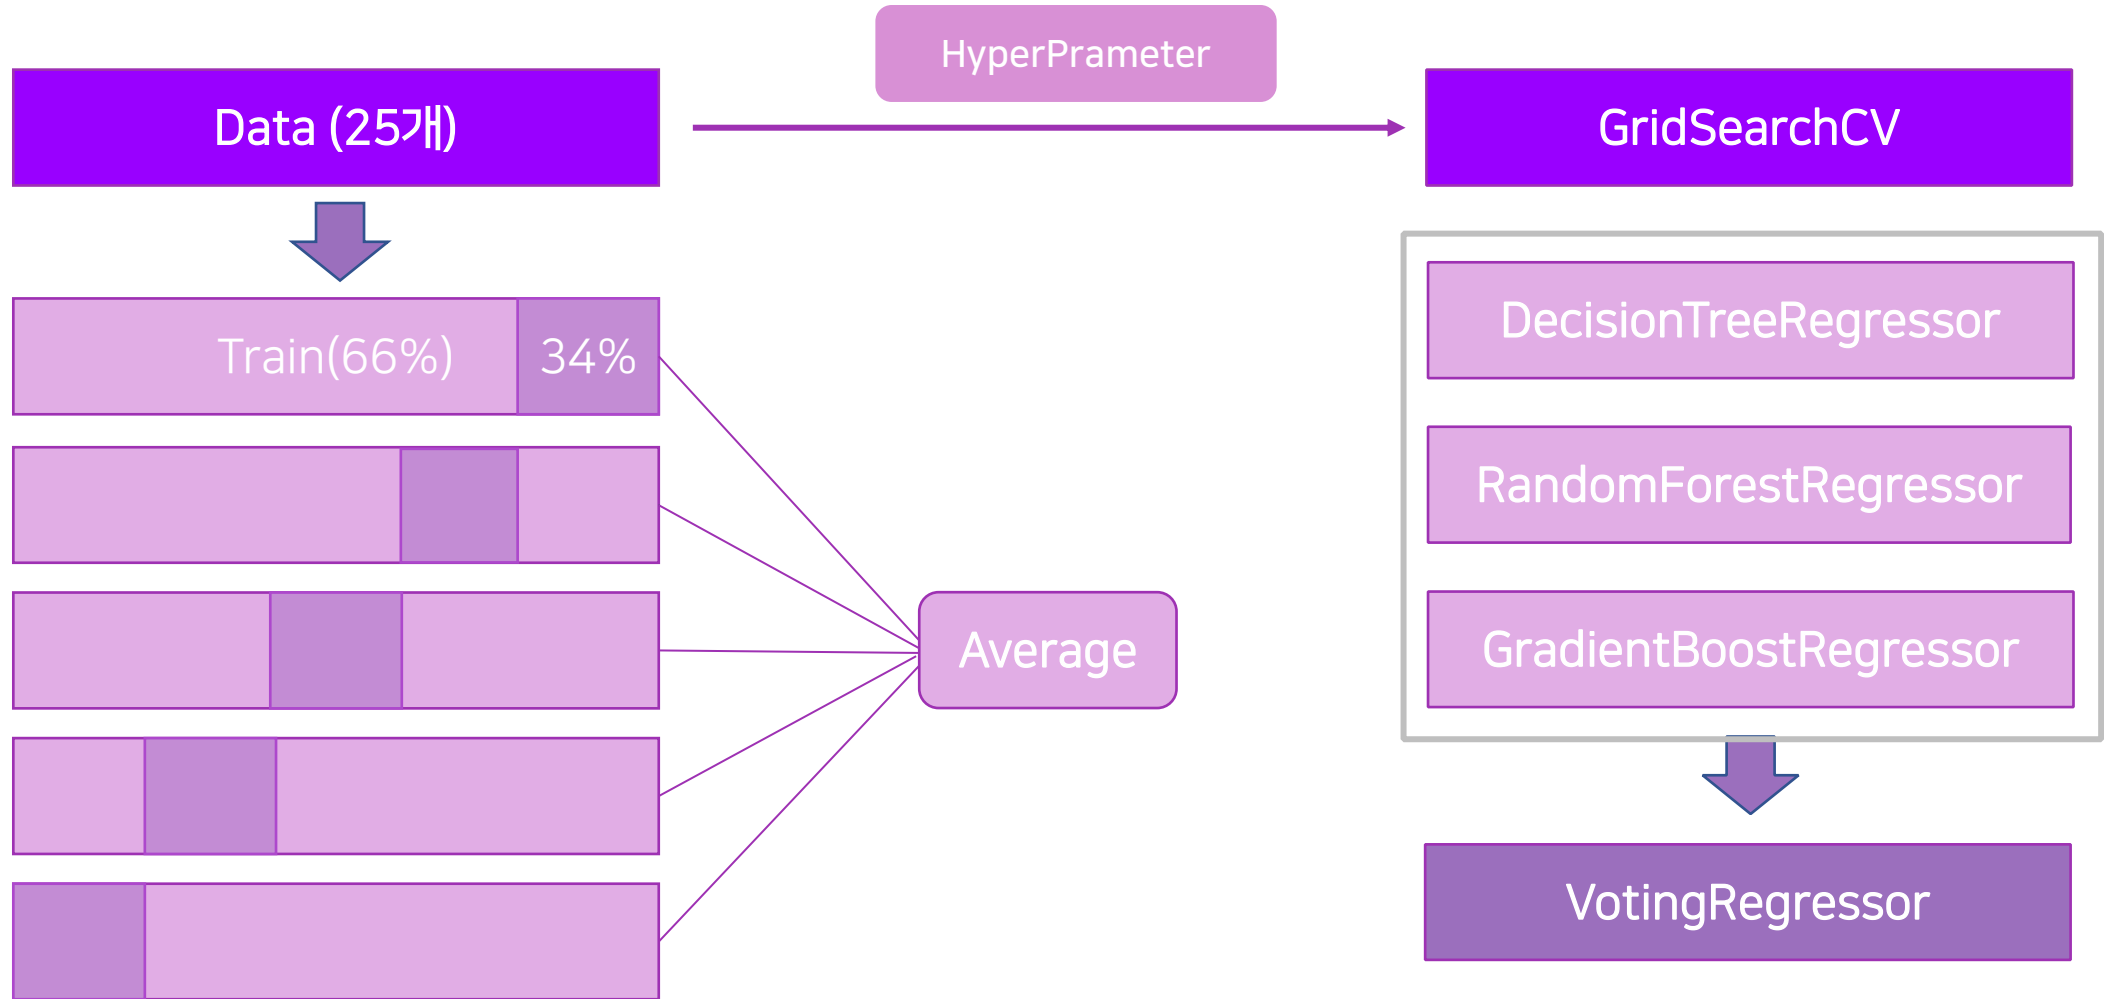 HyperPrameter
Data (25개)
GridSearchCV
Train(66%)
34%
DecisionTreeRegressor
RandomForestRegressor
GradientBoostRegressor
Average
VotingRegressor